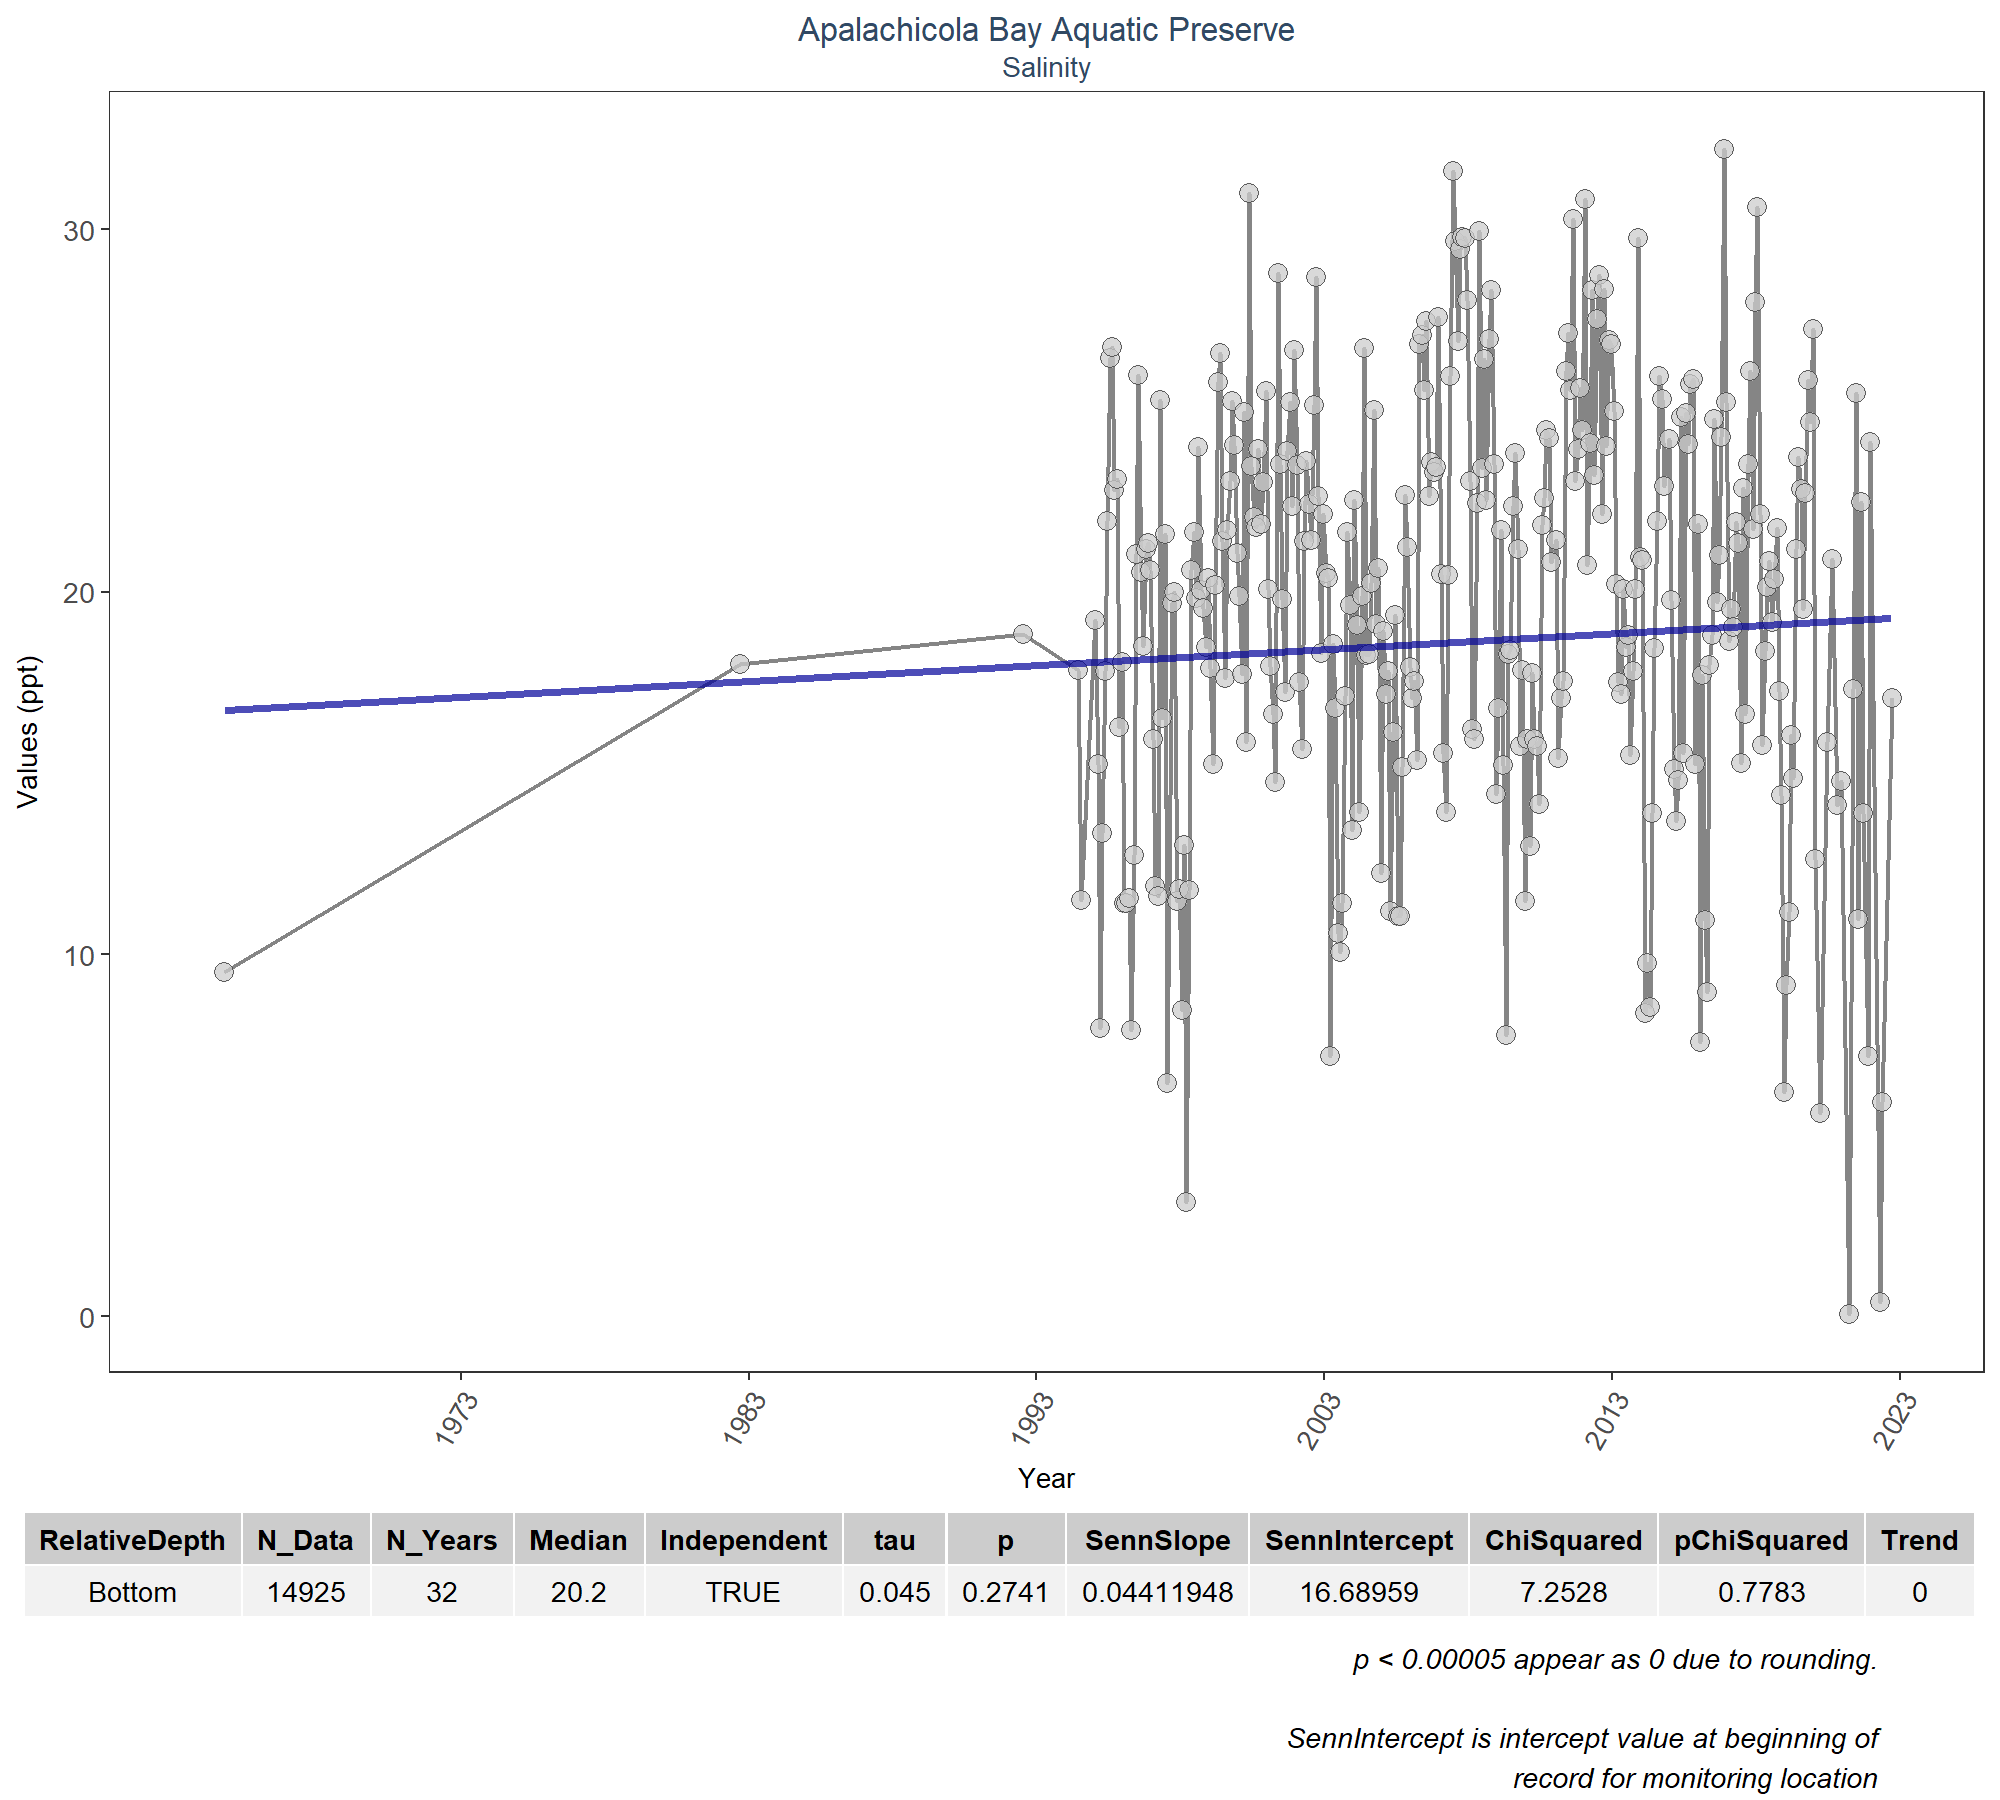 Apalachicola Bay Aquatic Preserve
Salinity
Values (ppt)
30
20
10
0
1973 1983 1993 2003 2013 2023
Year
RelativeDepth N_Data N_Years Median Independent tau p SennSlope SennIntercept ChiSquared pChiSquared Trend
Bottom 14925 32 20.2 TRUE 0.045 0.2741 0.04411948 16.68959 7.2528 0.7783 0
p < 0.00005 appear as 0 due to rounding.
SennIntercept is intercept value at beginning of
record for monitoring location